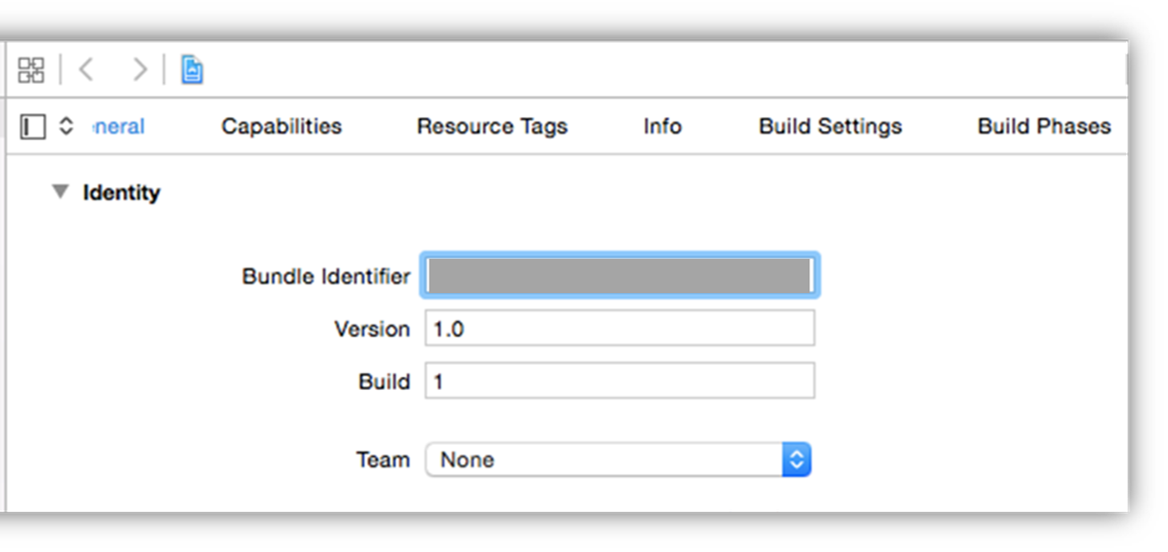 neral Capabilities Resource Tags Info Build Settings Build Phases
Identity
Bundle Identifier
Version 1.0
Build 1
Team None